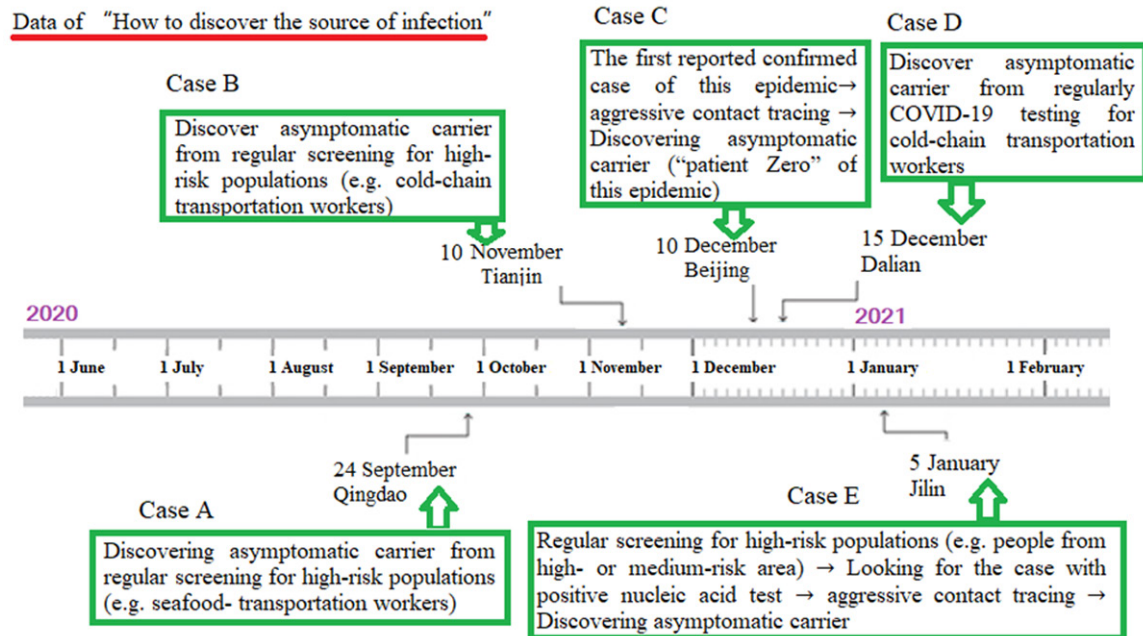 Data of “How to discover the source of infection”
Case B
Discover asymptomatic carrier
from regular screening for high-
risk populations (e.g. cold-chain
transportation workers)
Case C
The first reported confirmed
case of this epidemic→
aggressive contact tracing →
Discovering asymptomatic
carrier (“patient Zero” of
this epidemic)
Case D
Discover asymptomatic
carrier from regularly
COVID-19 testing for
cold-chain transportation
workers
10 November
Tianjin
10 December
Beijing
15 December
Dalian
2020
2021
1 June
1 July
1 August
1 September
1 October
1 November
1 December
1 January
1 February
24 September
Qingdao
5 January
Jilin
Case A
Discovering asymptomatic carrier from
regular screening for high-risk populations
(e.g. seafood- transportation workers)
Case E
Regular screening for high-risk populations (e.g. people from
high- or medium-risk area) → Looking for the case with
positive nucleic acid test → aggressive contact tracing →
Discovering asymptomatic carrier